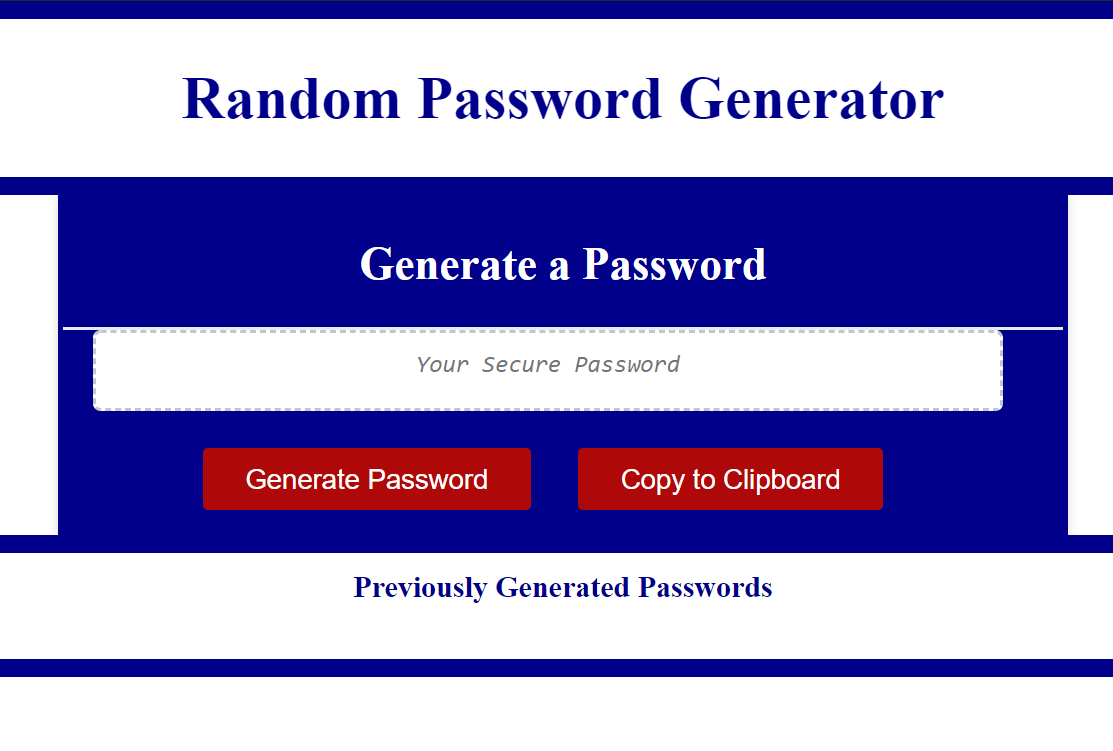 Random Password Generator
Generate a Password
Your Secure Password
Generate Password Copy to Clipboard
Previously Generated Passwords